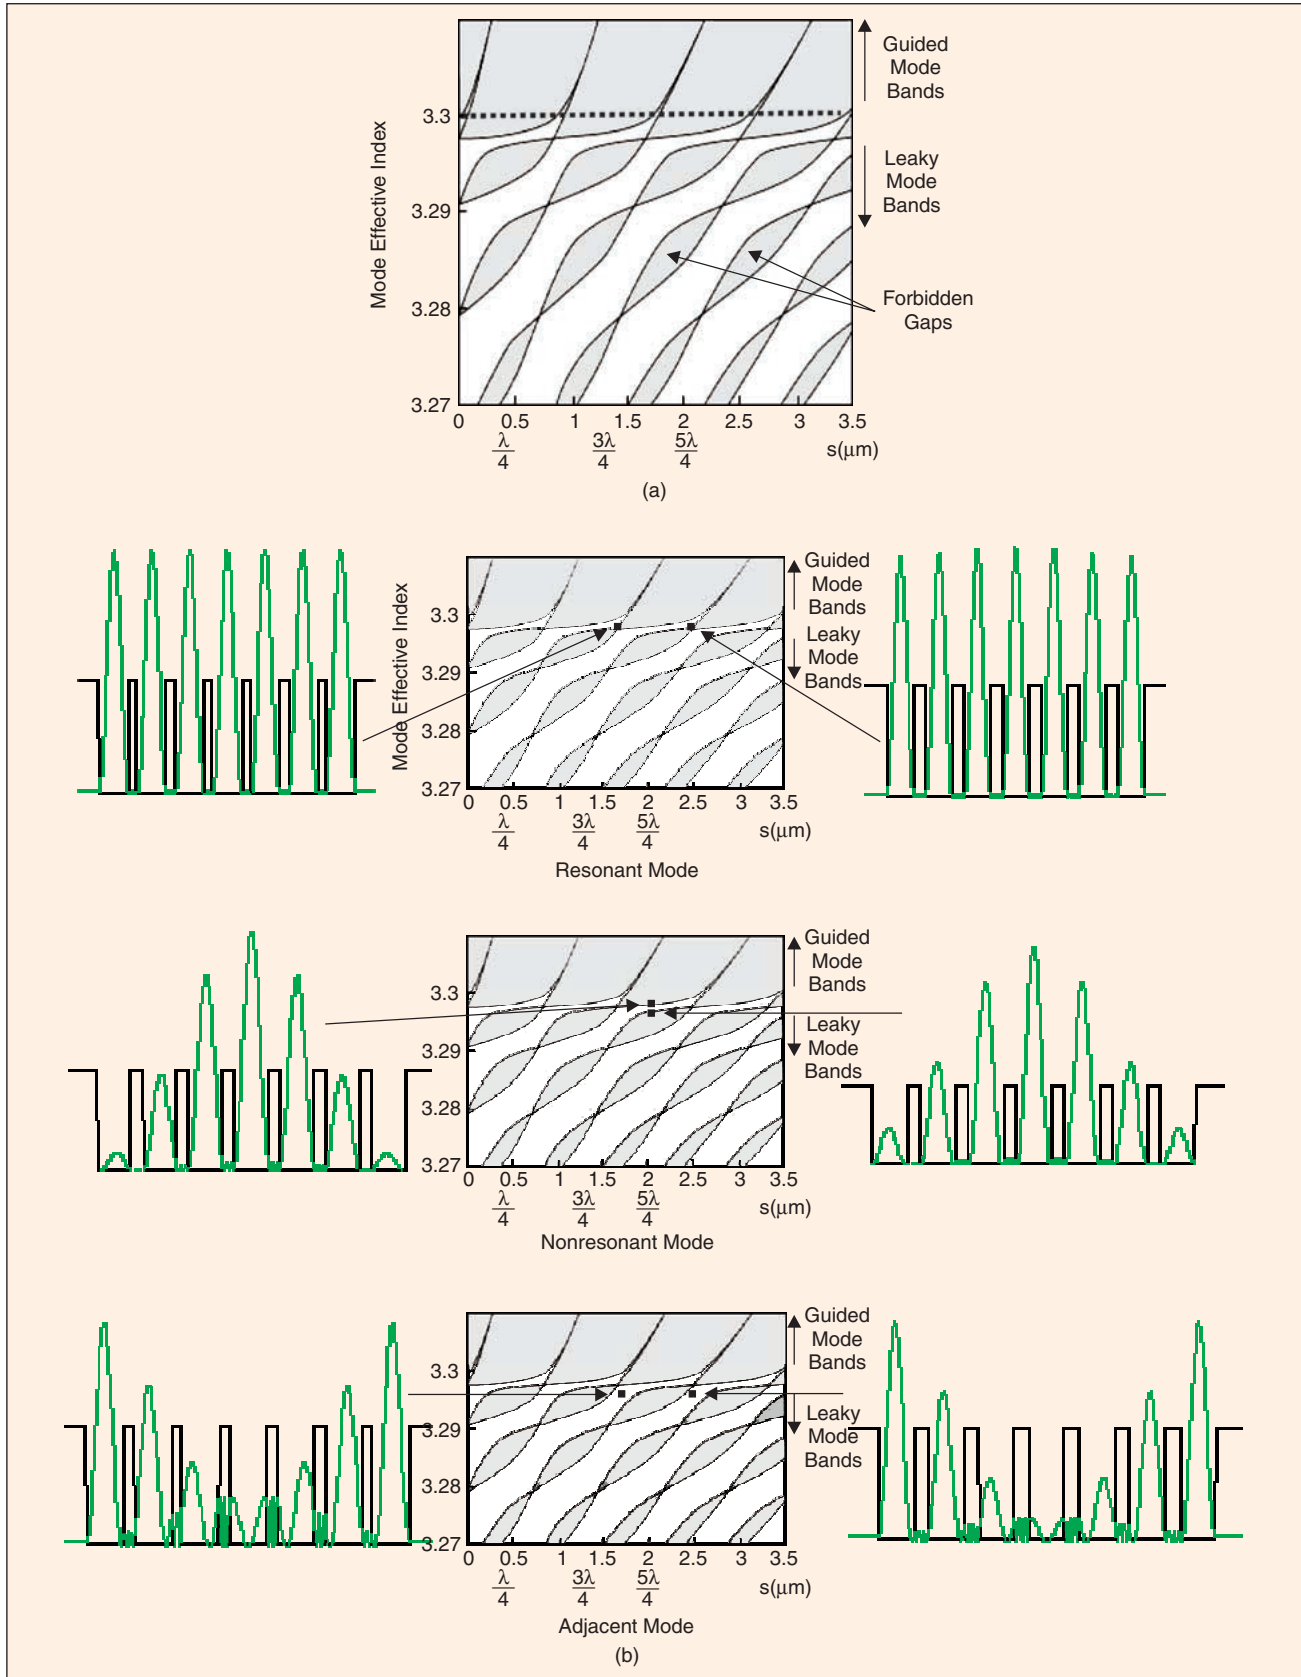 Guided
Mode
Bands
3.3
Leaky
Mode
Bands
Mode Effective Index
3.29
3.28
Forbidden
Gaps
3.27
0 0.5 1 1.5 2 2.5 3 3.5
λ/4 3λ/4 5λ/4 s(μm)
(a)
Guided
Mode
Bands
3.3
Leaky
Mode
Bands
Mode Effective Index
3.29
3.28
3.27
0 0.5 1 1.5 2 2.5 3 3.5
λ/4 3λ/4 5λ/4 s(μm)
Resonant Mode
Guided
Mode
Bands
3.3
Leaky
Mode
Bands
3.29
3.28
3.27
0 0.5 1 1.5 2 2.5 3 3.5
λ/4 3λ/4 5λ/4 s(μm)
Nonresonant Mode
Guided
Mode
Bands
3.3
Leaky
Mode
Bands
3.29
3.28
3.27
0 0.5 1 1.5 2 2.5 3 3.5
λ/4 3λ/4 5λ/4 s(μm)
Adjacent Mode
(b)